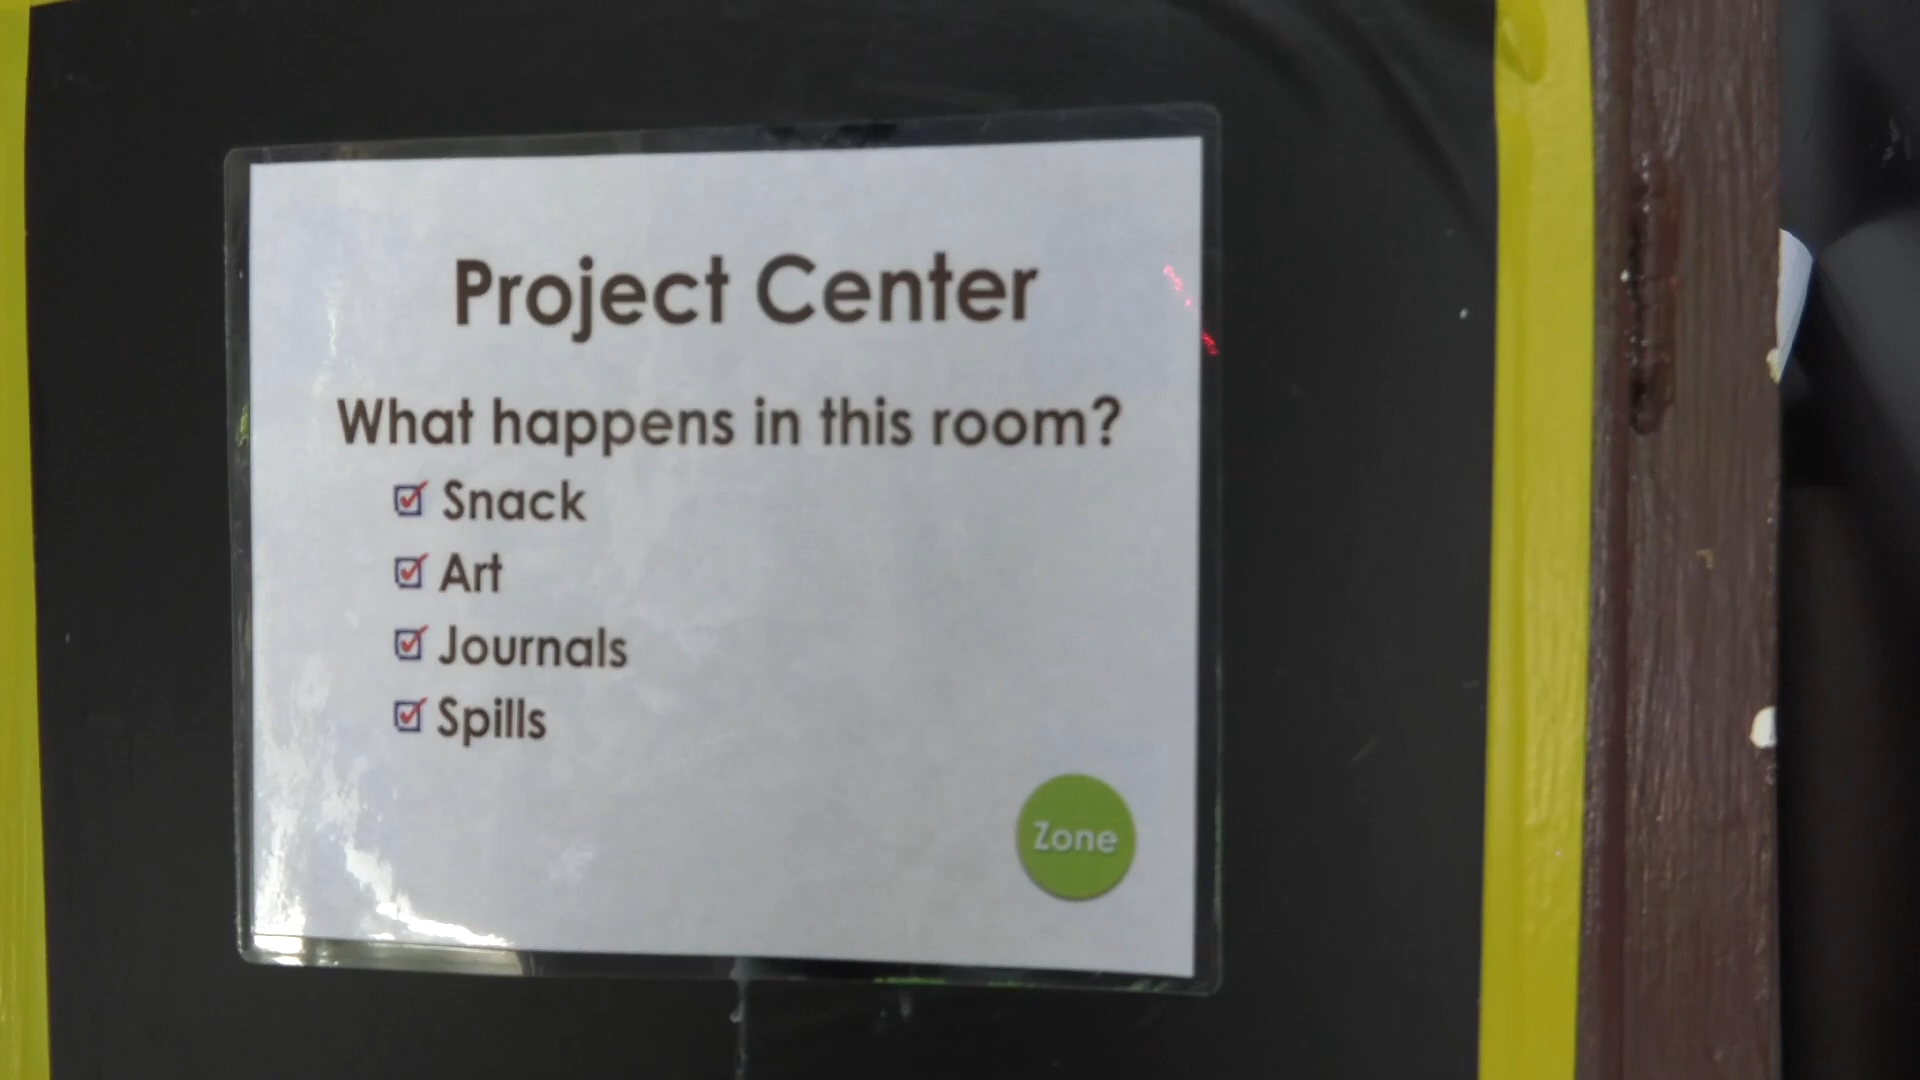 Project Center
What happens in this room?
Snack
Art
Journals
Spills
Zone